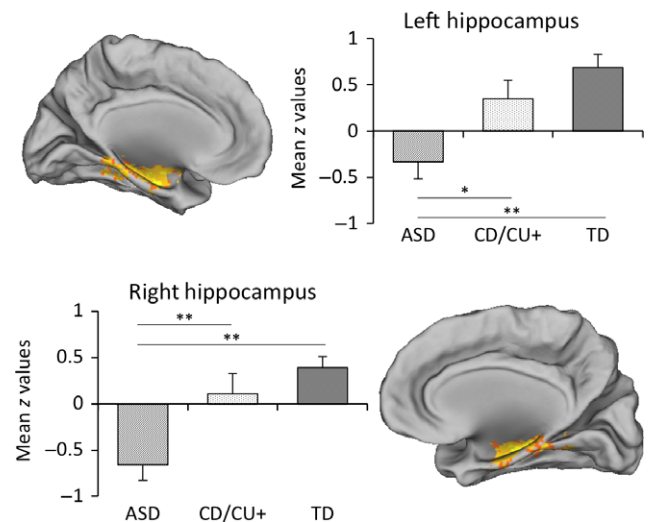 Left hippocampus
Mean z values
1
0.5
0
–0.5
–1
*
**
ASD CD/CU+ TD
Right hippocampus
Mean z values
1
0.5
0
–0.5
–1
**
**
ASD CD/CU+ TD